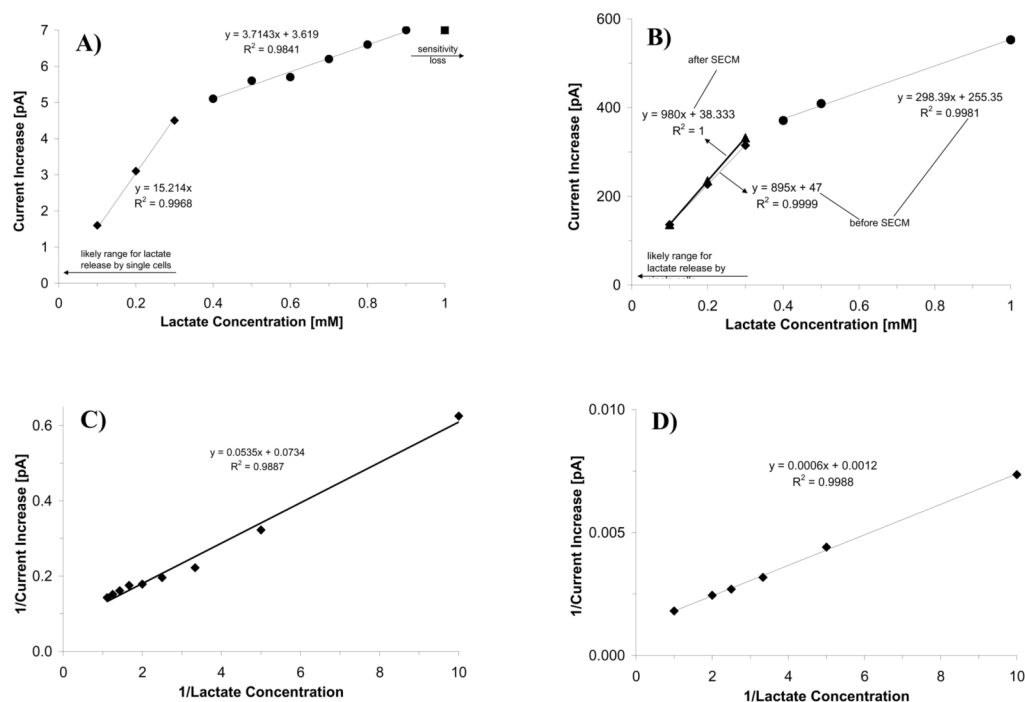 A)
Current Increase [pA]
7
6
5
4
3
2
1
0
y = 3.7143x + 3.619
R² = 0.9841
sensitivity
loss
y = 15.214x
R² = 0.9968
likely range for lactate
release by single cells
0
0.2
0.4
0.6
0.8
1
Lactate Concentration [mM]
B)
Current Increase [pA]
600
400
200
0
after SECM
y = 980x + 38.333
R² = 1
y = 298.39x + 255.35
R² = 0.9981
y = 895x + 47
R² = 0.9999
before SECM
likely range for
lactate release by
0
0.2
0.4
0.6
0.8
1
Lactate Concentration [mM]
C)
1/Current Increase [pA]
0.6
0.4
0.2
0.0
y = 0.0535x + 0.0734
R² = 0.9887
0
2
4
6
8
10
1/Lactate Concentration
D)
1/Current Increase [pA]
0.010
0.005
0.000
y = 0.0006x + 0.0012
R² = 0.9988
0
2
4
6
8
10
1/Lactate Concentration